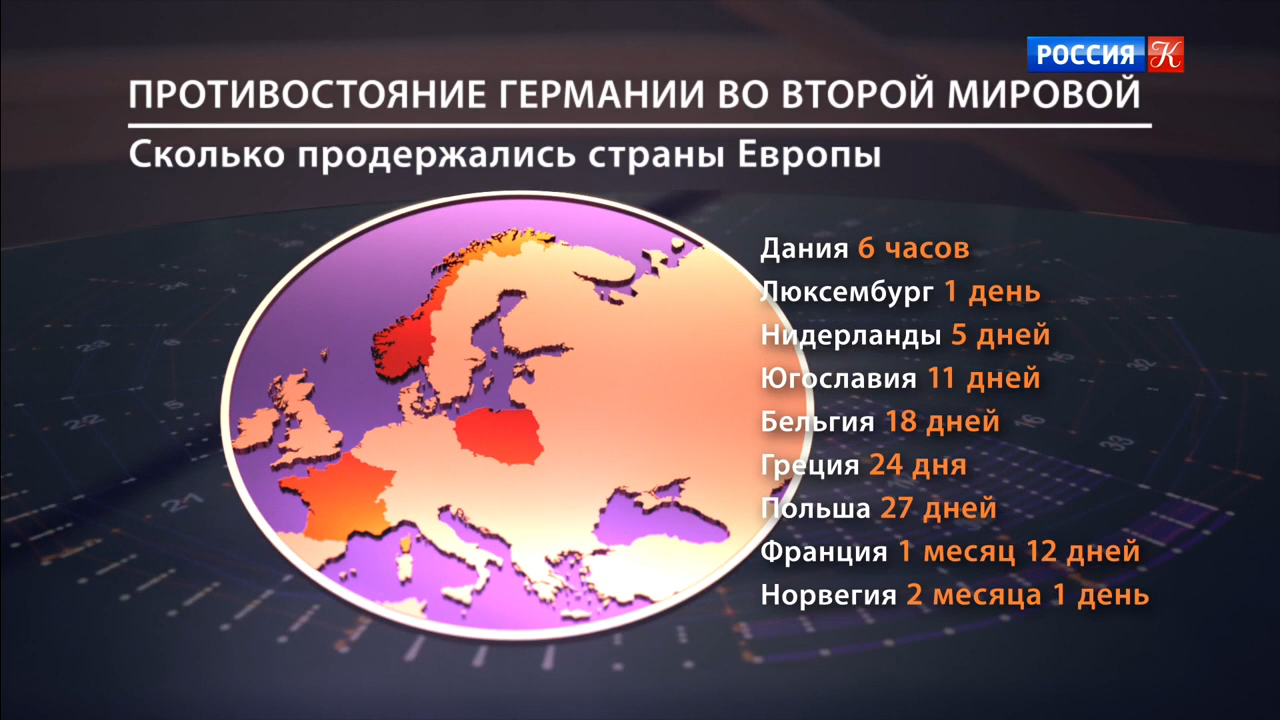 РОССИЯ К
ПРОТИВОСТОЯНИЕ ГЕРМАНИИ ВО ВТОРОЙ МИРОВОЙ
Сколько продержались страны Европы
Дания 6 часов
Люксембург 1 день
Нидерланды 5 дней
Югославия 11 дней
Бельгия 18 дней
Греция 24 дня
Польша 27 дней
Франция 1 месяц 12 дней
Норвегия 2 месяца 1 день